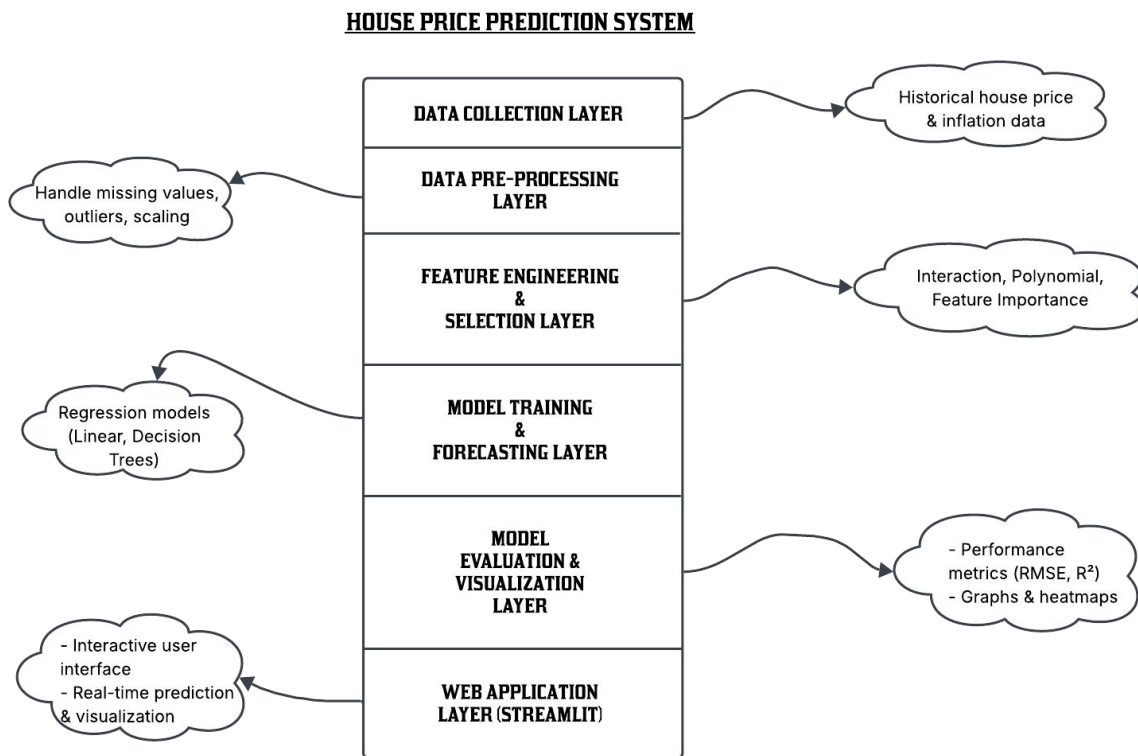 HOUSE PRICE PREDICTION SYSTEM
DATA COLLECTION LAYER
Historical house price
& inflation data
DATA PRE-PROCESSING
LAYER
Handle missing values,
outliers, scaling
FEATURE ENGINEERING
&
SELECTION LAYER
Interaction, Polynomial,
Feature Importance
MODEL TRAINING
&
FORECASTING LAYER
Regression models
(Linear, Decision
Trees)
MODEL
EVALUATION &
VISUALIZATION
LAYER
- Performance
metrics (RMSE, R²)
- Graphs & heatmaps
WEB APPLICATION
LAYER (STREAMLIT)
- Interactive user
interface
- Real-time prediction
& visualization